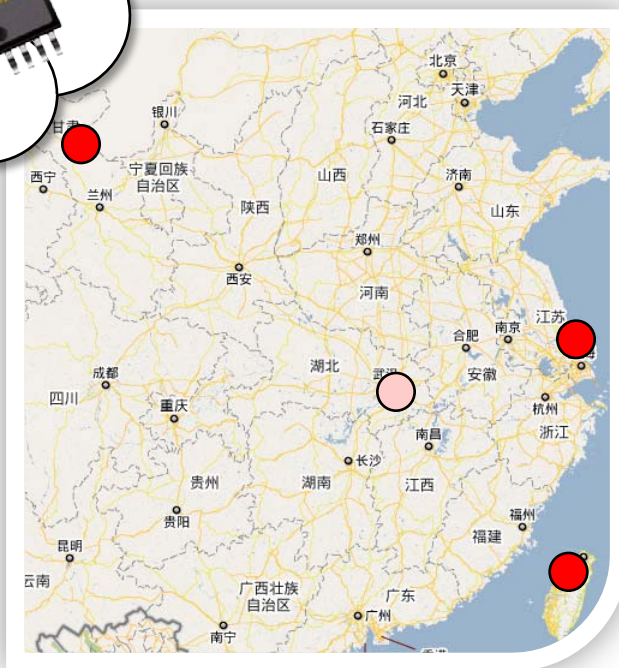 北京
天津
河北
银川
甘肃
石家庄
宁夏回族
自治区
西宁
山西
济南
兰州
陕西
山东
郑州
西安
河南
江苏
南京
合肥
湖北
武汉
安徽
成都
四川
重庆
杭州
浙江
南昌
长沙
贵州
湖南
江西
贵阳
福州
福建
昆明
云南
广西壮族
自治区
广东
广州
南宁